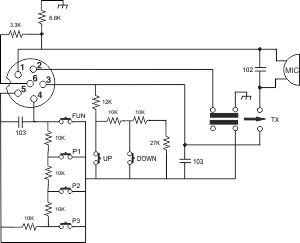 6.8K
3.3K
1
2
6
3
5
4
102
MIC
12K
10K
10K
FUN
TX
103
10K
27K
P1
UP
DOWN
103
10K
P2
10K
10K
P3